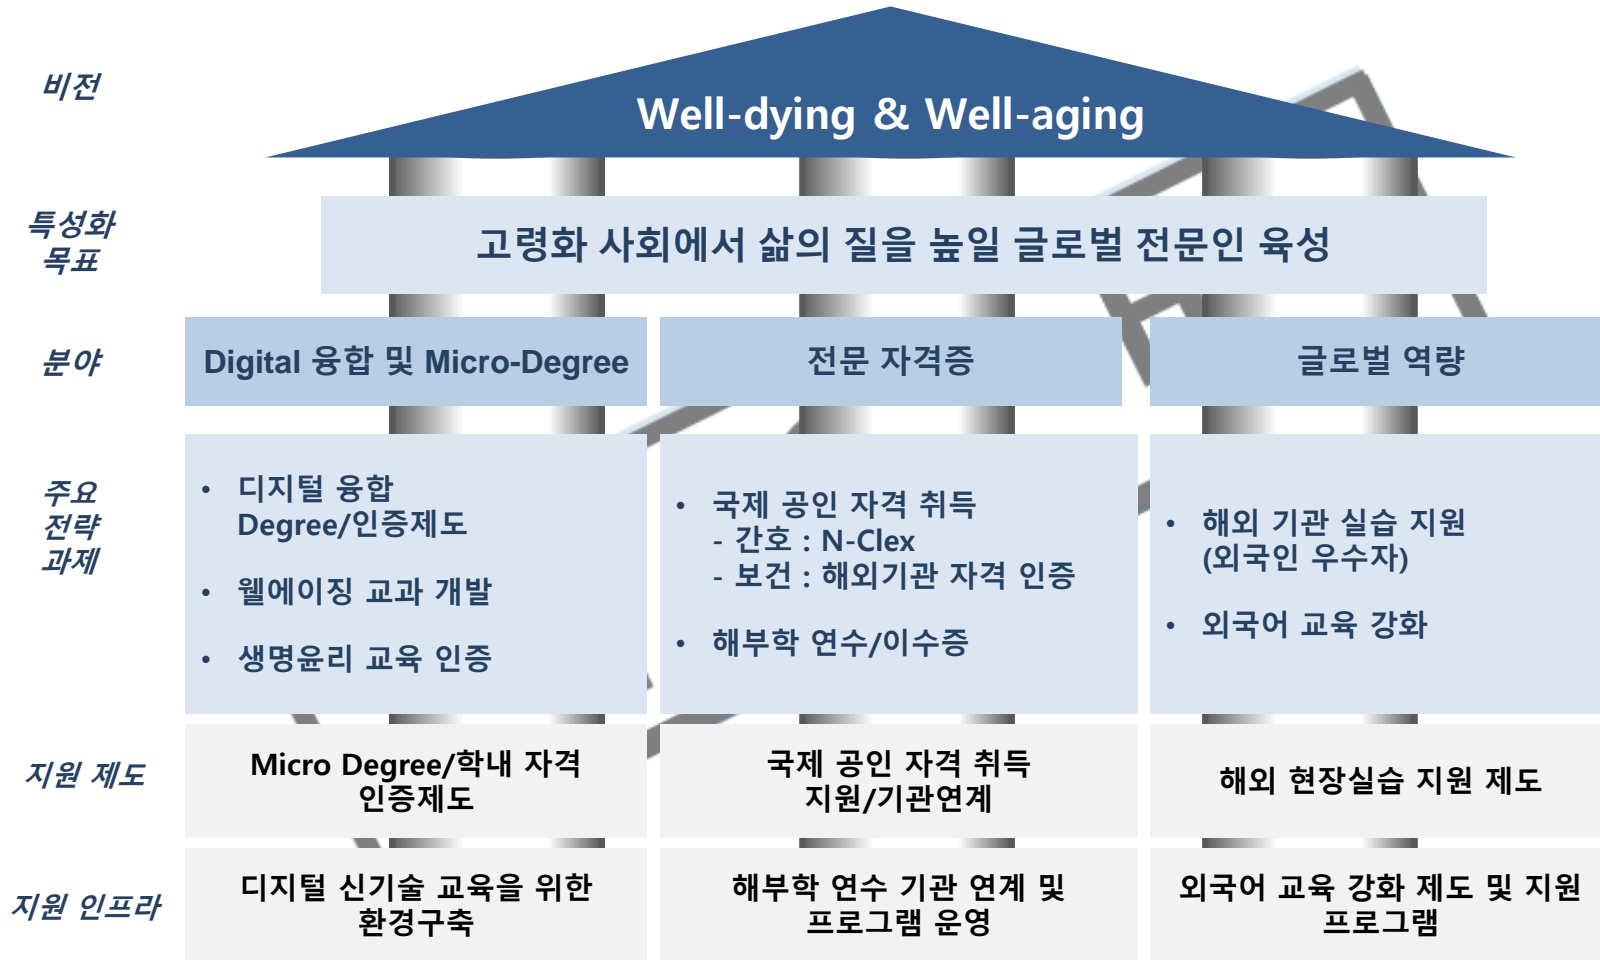 비전
Well-dying & Well-aging
특성화
목표
고령화 사회에서 삶의 질을 높일 글로벌 전문인 육성
분야
Digital 융합 및 Micro-Degree
전문 자격증
글로벌 역량
주요
전략
과제
• 디지털 융합
Degree/인증제도
• 웰에이징 교과 개발
• 생명윤리 교육 인증
• 국제 공인 자격 취득
- 간호 : N-Clex
- 보건 : 해외기관 자격 인증
• 해부학 연수/이수증
• 해외 기관 실습 지원
(외국인 우수자)
• 외국어 교육 강화
지원 제도
Micro Degree/학내 자격
인증제도
국제 공인 자격 취득
지원/기관연계
해외 현장실습 지원 제도
지원 인프라
디지털 신기술 교육을 위한
환경구축
해부학 연수 기관 연계 및
프로그램 운영
외국어 교육 강화 제도 및 지원
프로그램